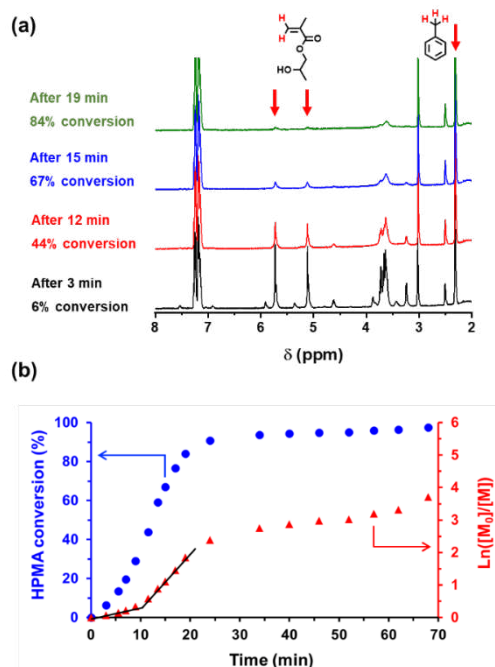 (a)
H
H
O
O
HO
H
H
H
After 19 min
84% conversion
After 15 min
67% conversion
After 12 min
44% conversion
After 3 min
6% conversion
8 7 6 5 4 3 2
δ (ppm)
(b)
HPMA conversion (%)
100
80
60
40
20
0
6
5
4
3
2
1
0
Ln([M₀]/[M])
0 10 20 30 40 50 60 70
Time (min)